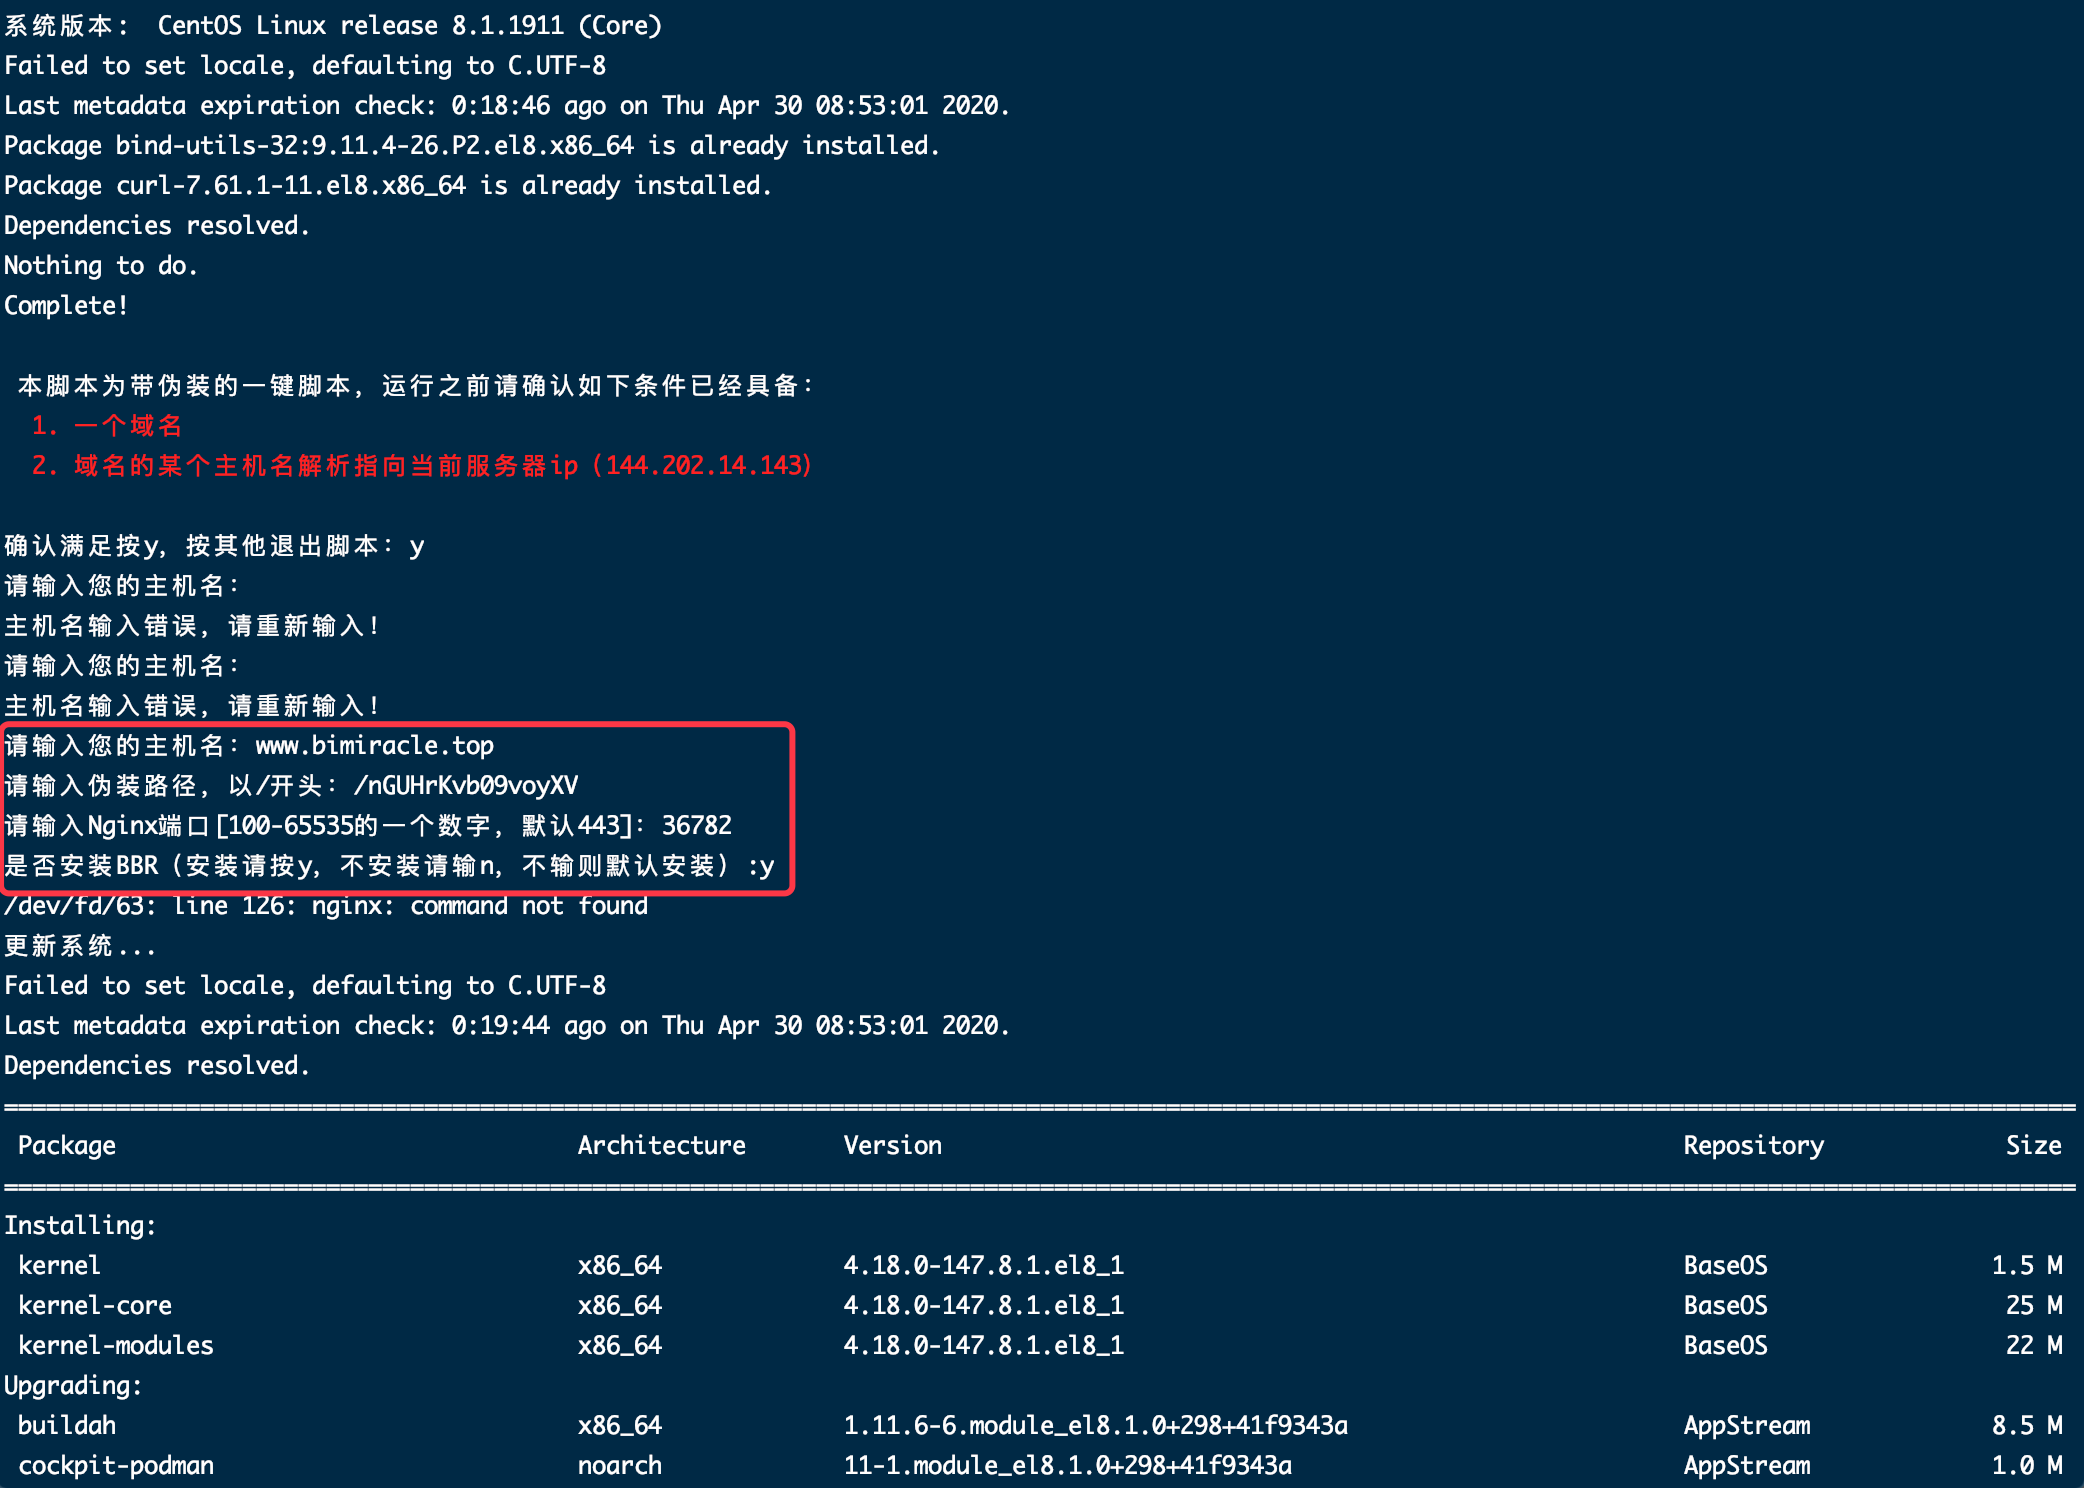 系统版本： CentOS Linux release 8.1.1911 (Core)
Failed to set locale, defaulting to C.UTF-8
Last metadata expiration check: 0:18:46 ago on Thu Apr 30 08:53:01 2020.
Package bind-utils-32:9.11.4-26.P2.el8.x86_64 is already installed.
Package curl-7.61.1-11.el8.x86_64 is already installed.
Dependencies resolved.
Nothing to do.
Complete!
本脚本为带伪装的一键脚本，运行之前请确认如下条件已经具备：
1. 一个域名
2. 域名的某个主机名解析指向当前服务器ip（144.202.14.143）
确认满足按y，按其他退出脚本：y
请输入您的主机名：
主机名输入错误，请重新输入！
请输入您的主机名：
主机名输入错误，请重新输入！
请输入您的主机名：www.bimiracle.top
请输入伪装路径，以/开头：/nGUHrKvb09voyXV
请输入Nginx端口[100-65535的一个数字，默认443]：36782
是否安装BBR（安装请按y，不安装请输n，不输则默认安装）:y
/dev/fd/63: line 126: nginx: command not found
更新系统...
Failed to set locale, defaulting to C.UTF-8
Last metadata expiration check: 0:19:44 ago on Thu Apr 30 08:53:01 2020.
Dependencies resolved.
Package Architecture Version Repository Size
Installing:
kernel x86_64 4.18.0-147.8.1.el8_1 BaseOS 1.5 M
kernel-core x86_64 4.18.0-147.8.1.el8_1 BaseOS 25 M
kernel-modules x86_64 4.18.0-147.8.1.el8_1 BaseOS 22 M
Upgrading:
buildah x86_64 1.11.6-6.module_el8.1.0+298+41f9343a AppStream 8.5 M
cockpit-podman noarch 11-1.module_el8.1.0+298+41f9343a AppStream 1.0 M